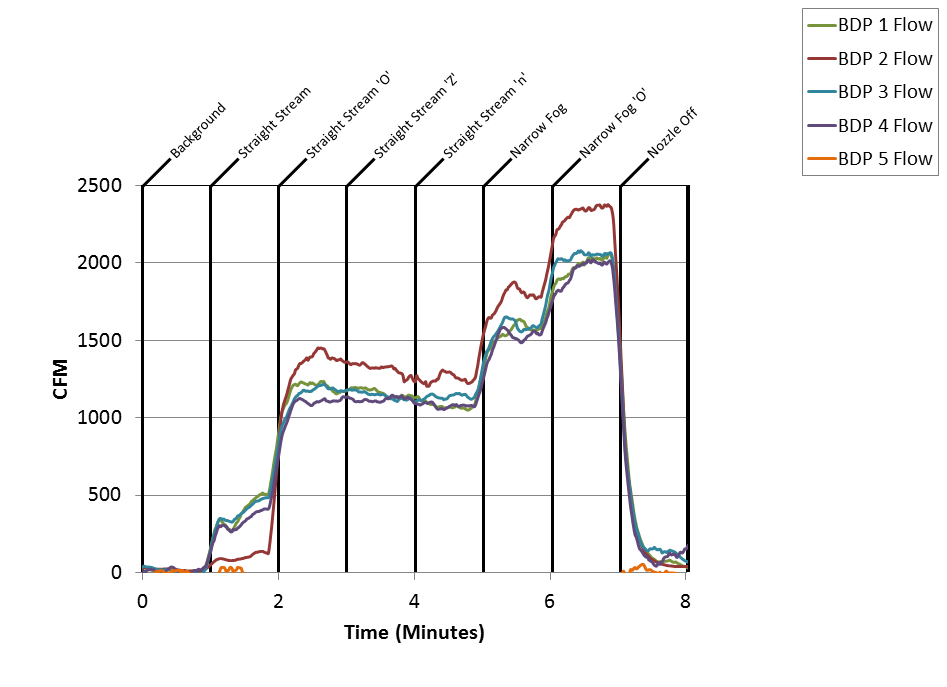 BDP 1 Flow
BDP 2 Flow
BDP 3 Flow
BDP 4 Flow
BDP 5 Flow
Background
Straight Stream
Straight Stream 'O'
Straight Stream 'Z'
Straight Stream 'n'
Narrow Fog
Narrow Fog 'O'
Nozzle Off
2500
2000
1500
1000
500
0
CFM
0 2 4 6 8
Time (Minutes)